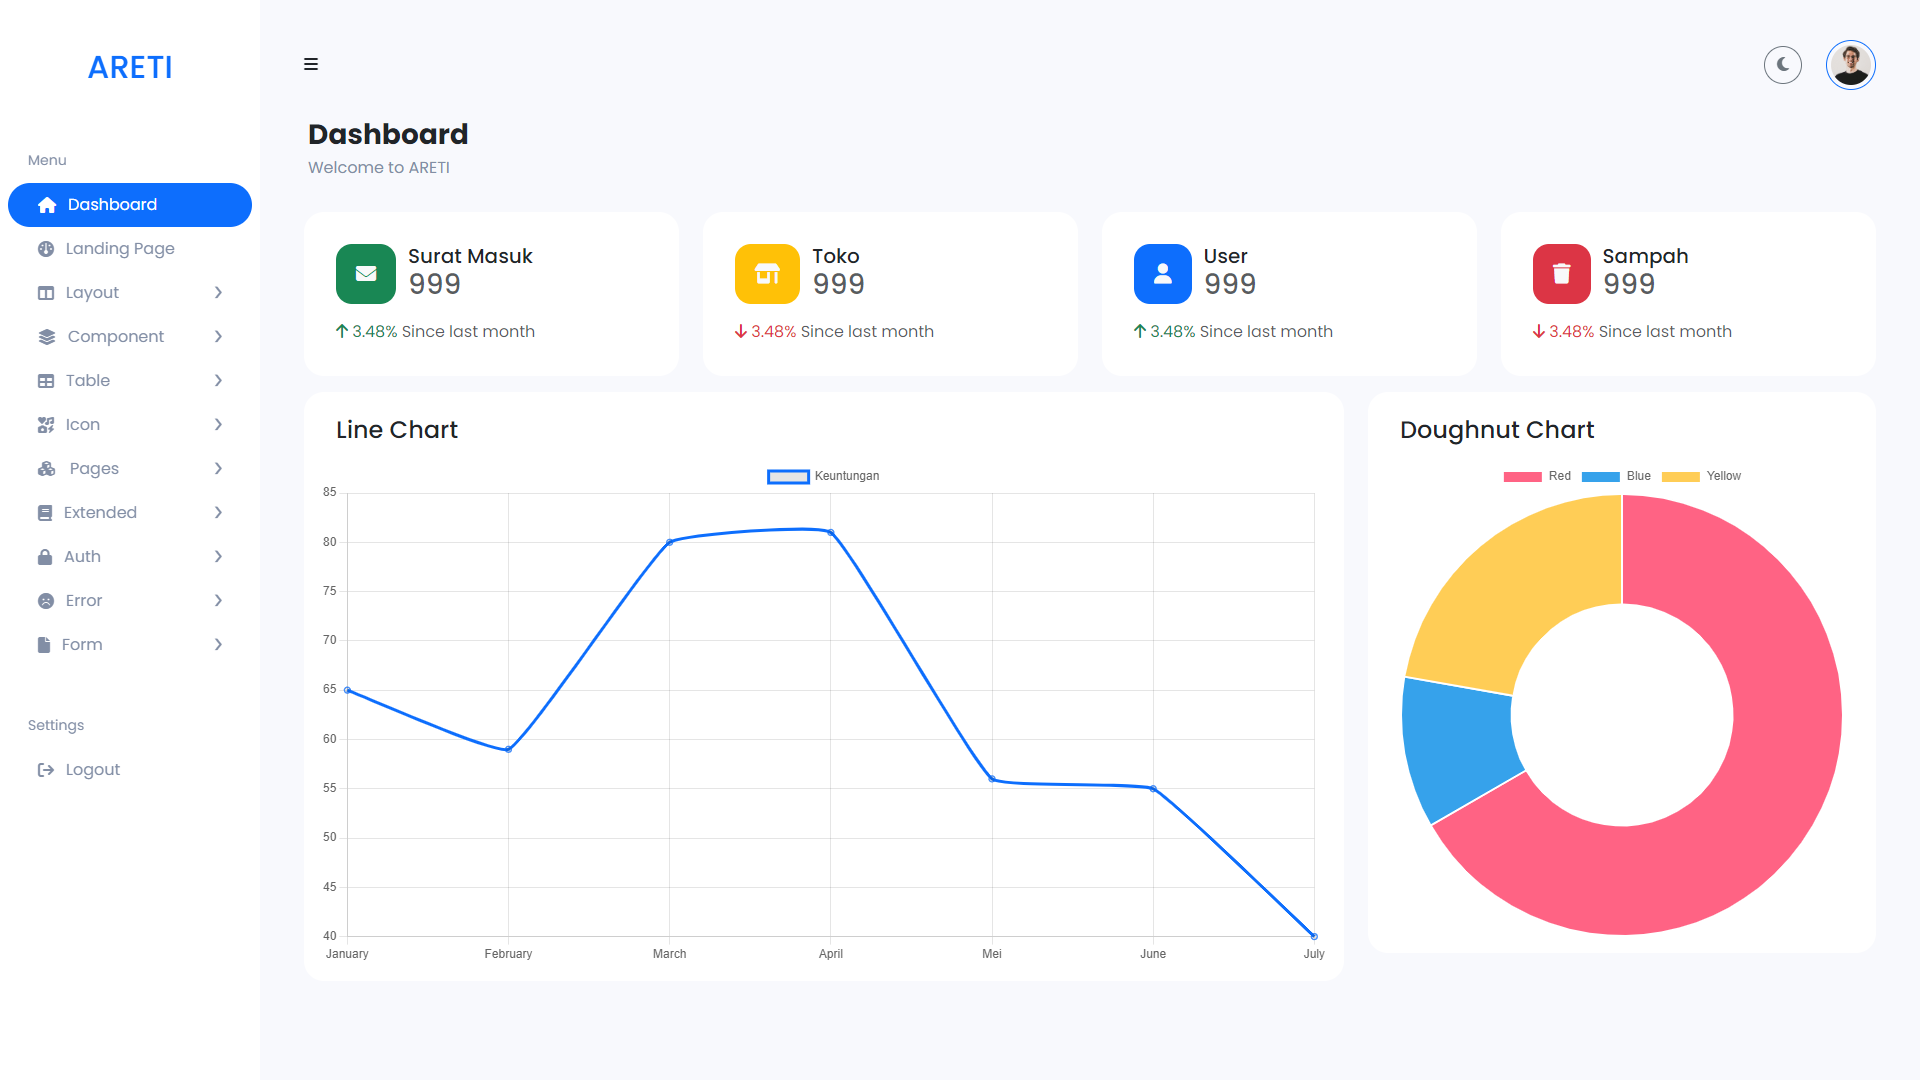 ARETI
Menu
Dashboard
Landing Page
Layout
Component
Table
Icon
Pages
Extended
Auth
Error
Form
Settings
Logout
Dashboard
Welcome to ARETI
Surat Masuk
999
3.48% Since last month
Toko
999
3.48% Since last month
User
999
3.48% Since last month
Sampah
999
3.48% Since last month
Line Chart
Keuntungan
85
80
75
70
65
60
55
50
45
40
January February March April Mei June July
Doughnut Chart
Red Blue Yellow